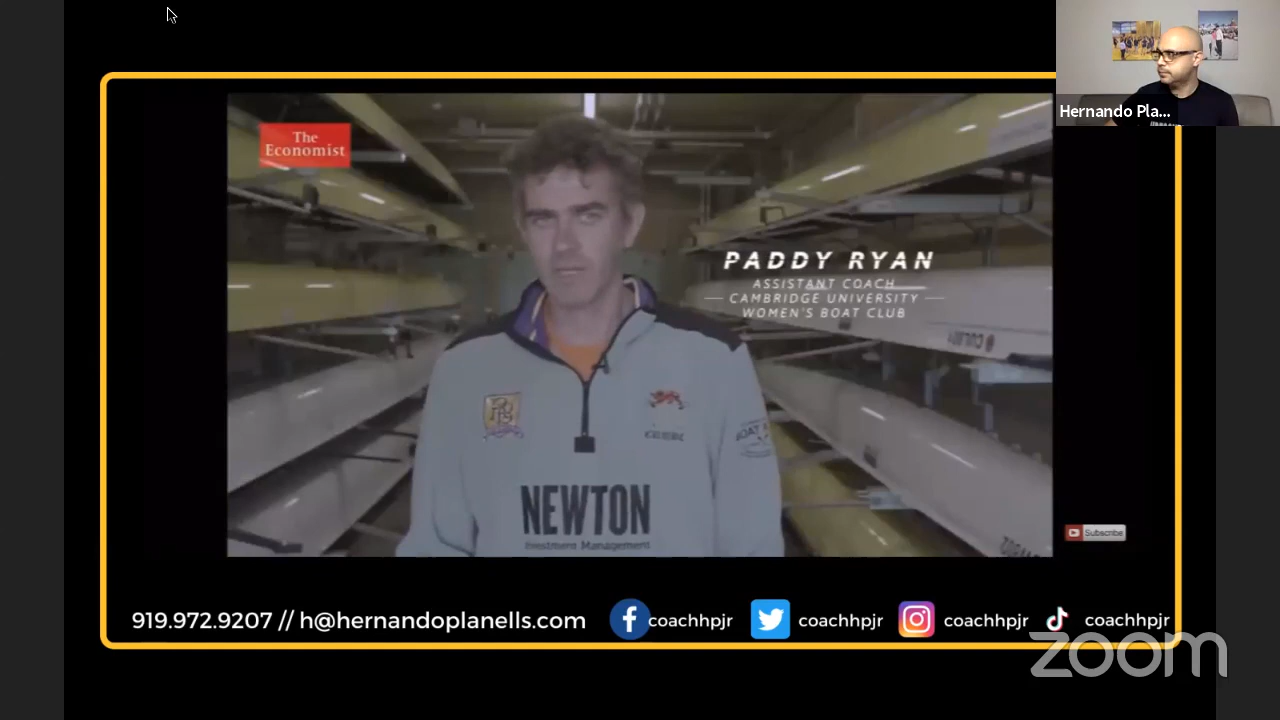 Hernando Pla...
The
Economist
PADDY RYAN
ASSISTANT COACH
CAMBRIDGE UNIVERSITY
WOMEN'S BOAT CLUB
NEWTON
Investment Management
Subscribe
919.972.9207 // h@hernandoplanells.com
coachhpjr
coachhpjr
coachhpjr
coachhpjr
zoom